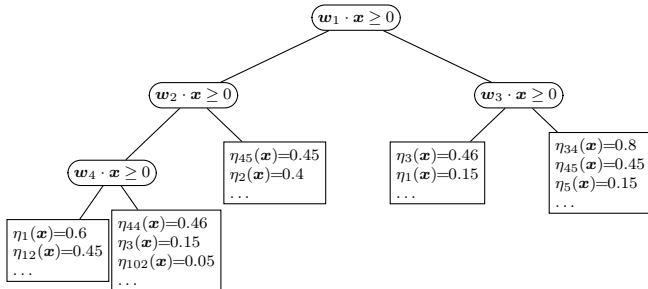 w₁ · x ≥ 0
w₂ · x ≥ 0
w₃ · x ≥ 0
η₄₅(x)=0.45
η₂(x)=0.4
...
η₃(x)=0.46
η₁(x)=0.15
...
η₃₄(x)=0.8
η₄₅(x)=0.45
η₅(x)=0.15
...
w₄ · x ≥ 0
η₁(x)=0.6
η₁₂(x)=0.45
...
η₄₄(x)=0.46
η₃(x)=0.15
η₁₀₂(x)=0.05
...